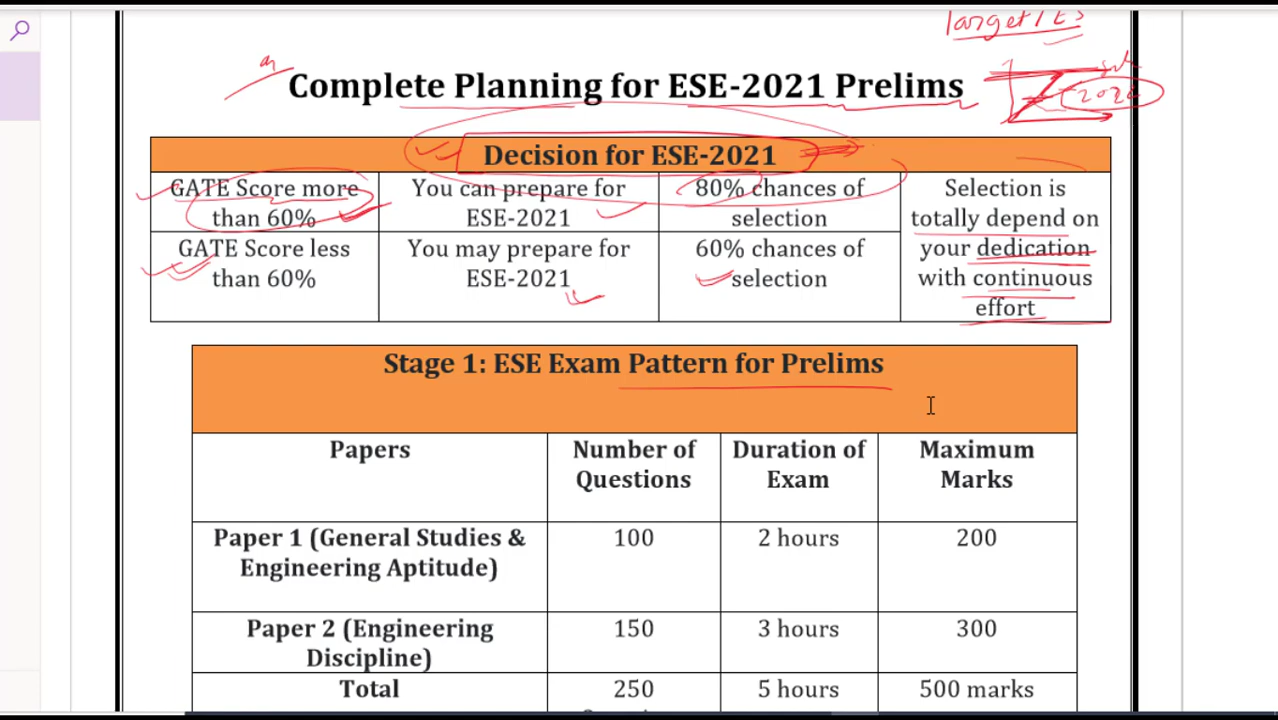 Target IES
Complete Planning for ESE-2021 Prelims
2020
Decision for ESE-2021
GATE Score more than 60%
You can prepare for ESE-2021
80% chances of selection
Selection is totally depend on your dedication with continuous effort
GATE Score less than 60%
You may prepare for ESE-2021
60% chances of selection
Stage 1: ESE Exam Pattern for Prelims
Papers
Number of Questions
Duration of Exam
Maximum Marks
Paper 1 (General Studies & Engineering Aptitude)
100
2 hours
200
Paper 2 (Engineering Discipline)
150
3 hours
300
Total
250
5 hours
500 marks